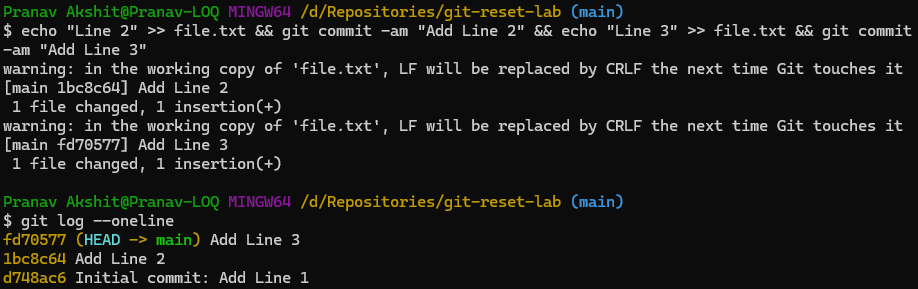 Pranav Akshit@Pranav-LOQ MINGW64 /d/Repositories/git-reset-lab (main)
$ echo "Line 2" >> file.txt && git commit -am "Add Line 2" && echo "Line 3" >> file.txt && git commit
-am "Add Line 3"
warning: in the working copy of 'file.txt', LF will be replaced by CRLF the next time Git touches it
[main 1bc8c64] Add Line 2
 1 file changed, 1 insertion(+)
warning: in the working copy of 'file.txt', LF will be replaced by CRLF the next time Git touches it
[main fd70577] Add Line 3
 1 file changed, 1 insertion(+)
Pranav Akshit@Pranav-LOQ MINGW64 /d/Repositories/git-reset-lab (main)
$ git log --oneline
fd70577 (HEAD -> main) Add Line 3
1bc8c64 Add Line 2
d748ac6 Initial commit: Add Line 1